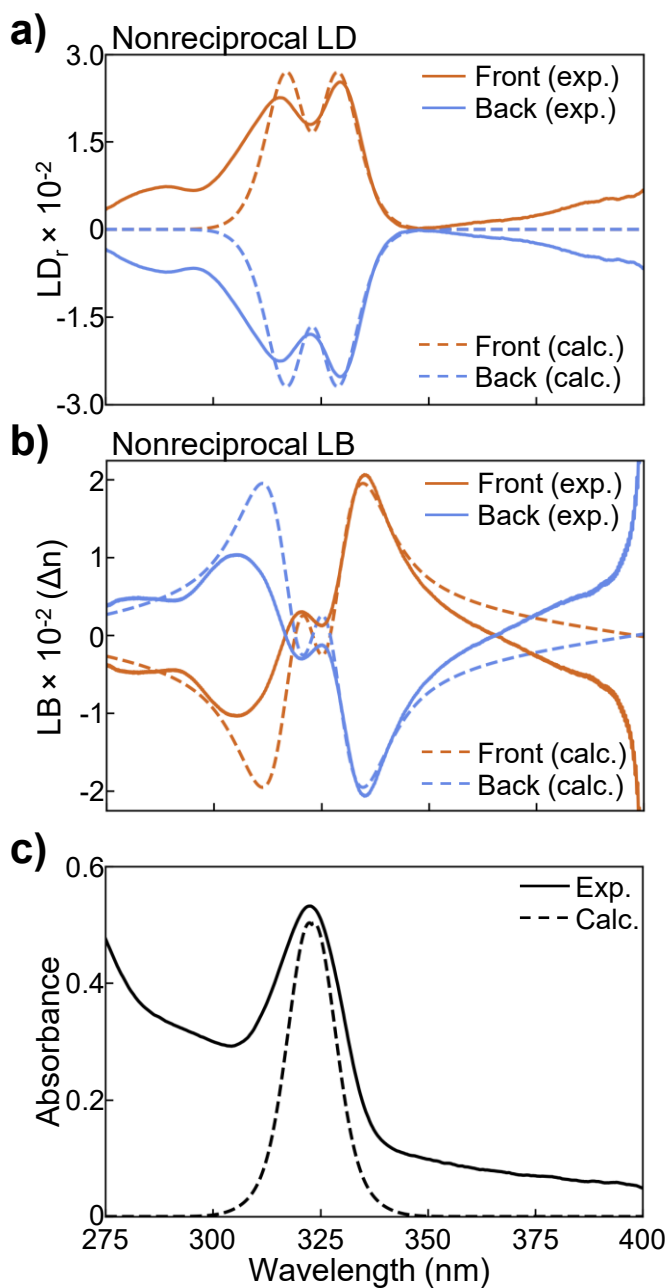 a) Nonreciprocal LD
3.0
1.5
0
-1.5
-3.0
LDr × 10-2
Front (exp.)
Back (exp.)
Front (calc.)
Back (calc.)
b) Nonreciprocal LB
2
1
0
-1
-2
LB × 10-2 (Δn)
Front (exp.)
Back (exp.)
Front (calc.)
Back (calc.)
c)
0.6
0.4
0.2
0
Absorbance
Exp.
Calc.
275 300 325 350 375 400
Wavelength (nm)